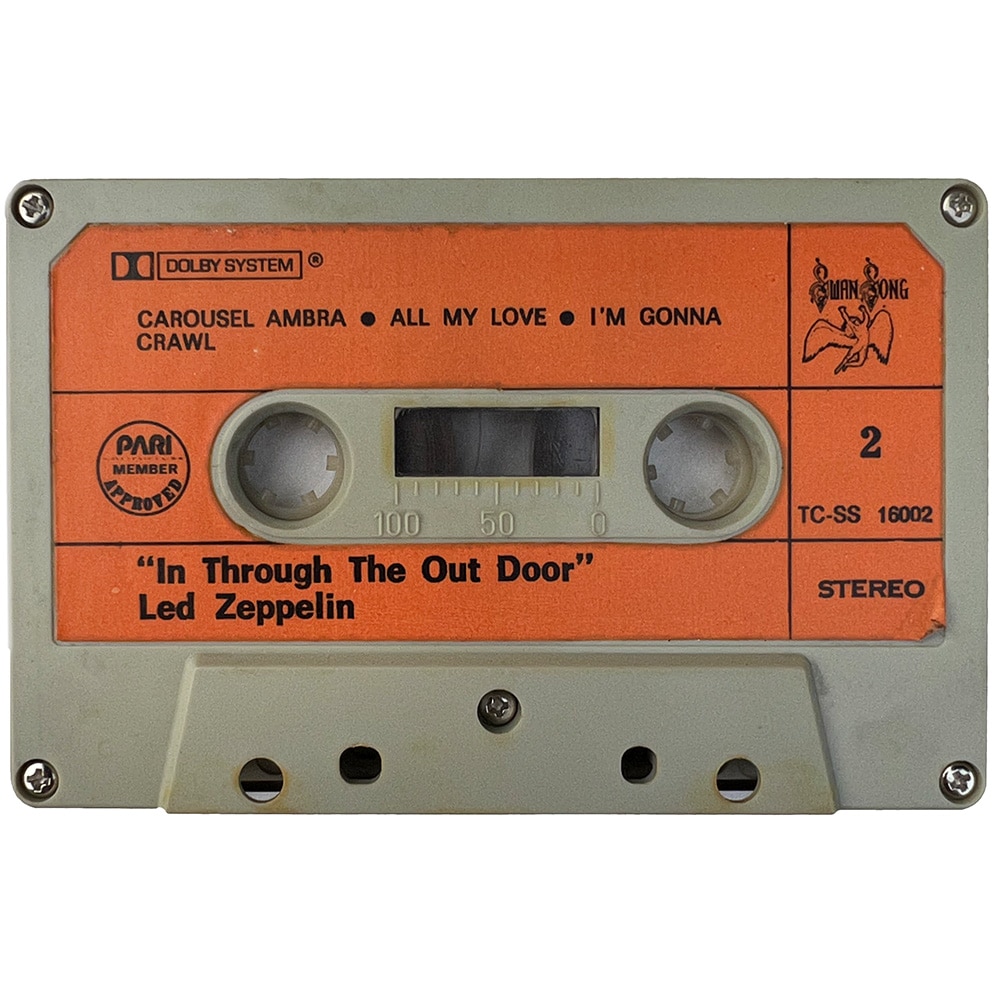 DOLBY SYSTEM ®
CAROUSEL AMBRA • ALL MY LOVE • I'M GONNA
CRAWL
SWAN SONG
PARI
MEMBER
APPROVED
100 50 0
2
TC-SS 16002
"In Through The Out Door"
Led Zeppelin
STEREO